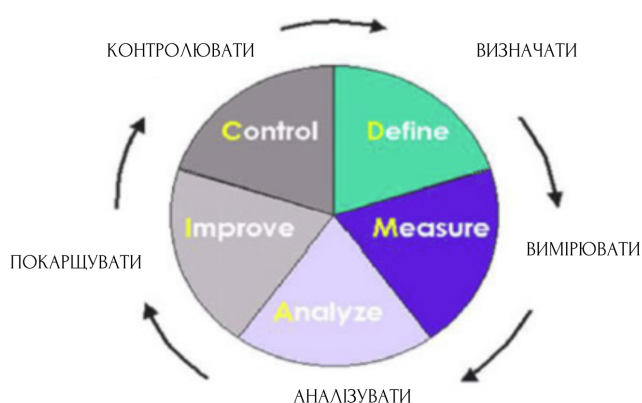 КОНТРОЛЮВАТИ
ВИЗНАЧАТИ
Control
Define
Improve
Measure
ПОКАРЩУВАТИ
ВИМІРЮВАТИ
Analyze
АНАЛІЗУВАТИ